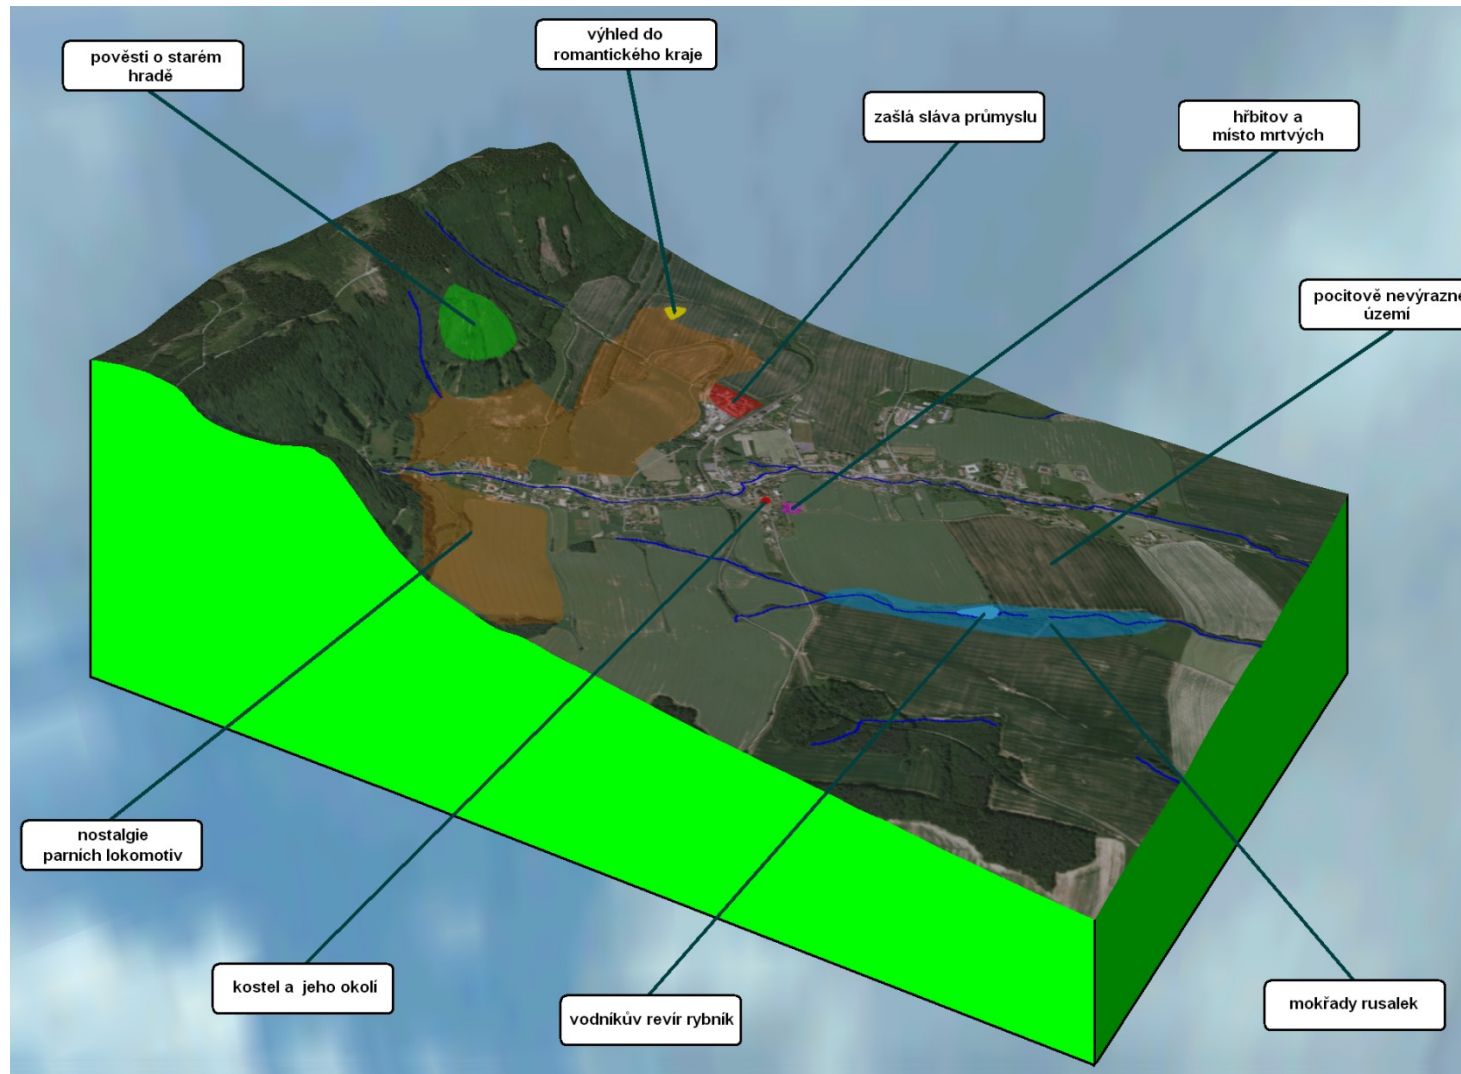 pověsti o starém
hradě
výhled do
romantického kraje
zašlá sláva průmyslu
hřbitov a
místo mrtvých
pocitově nevýrazné
území
nostalgie
parních lokomotiv
kostel a jeho okolí
vodníkův revír rybník
mokřady rusalek